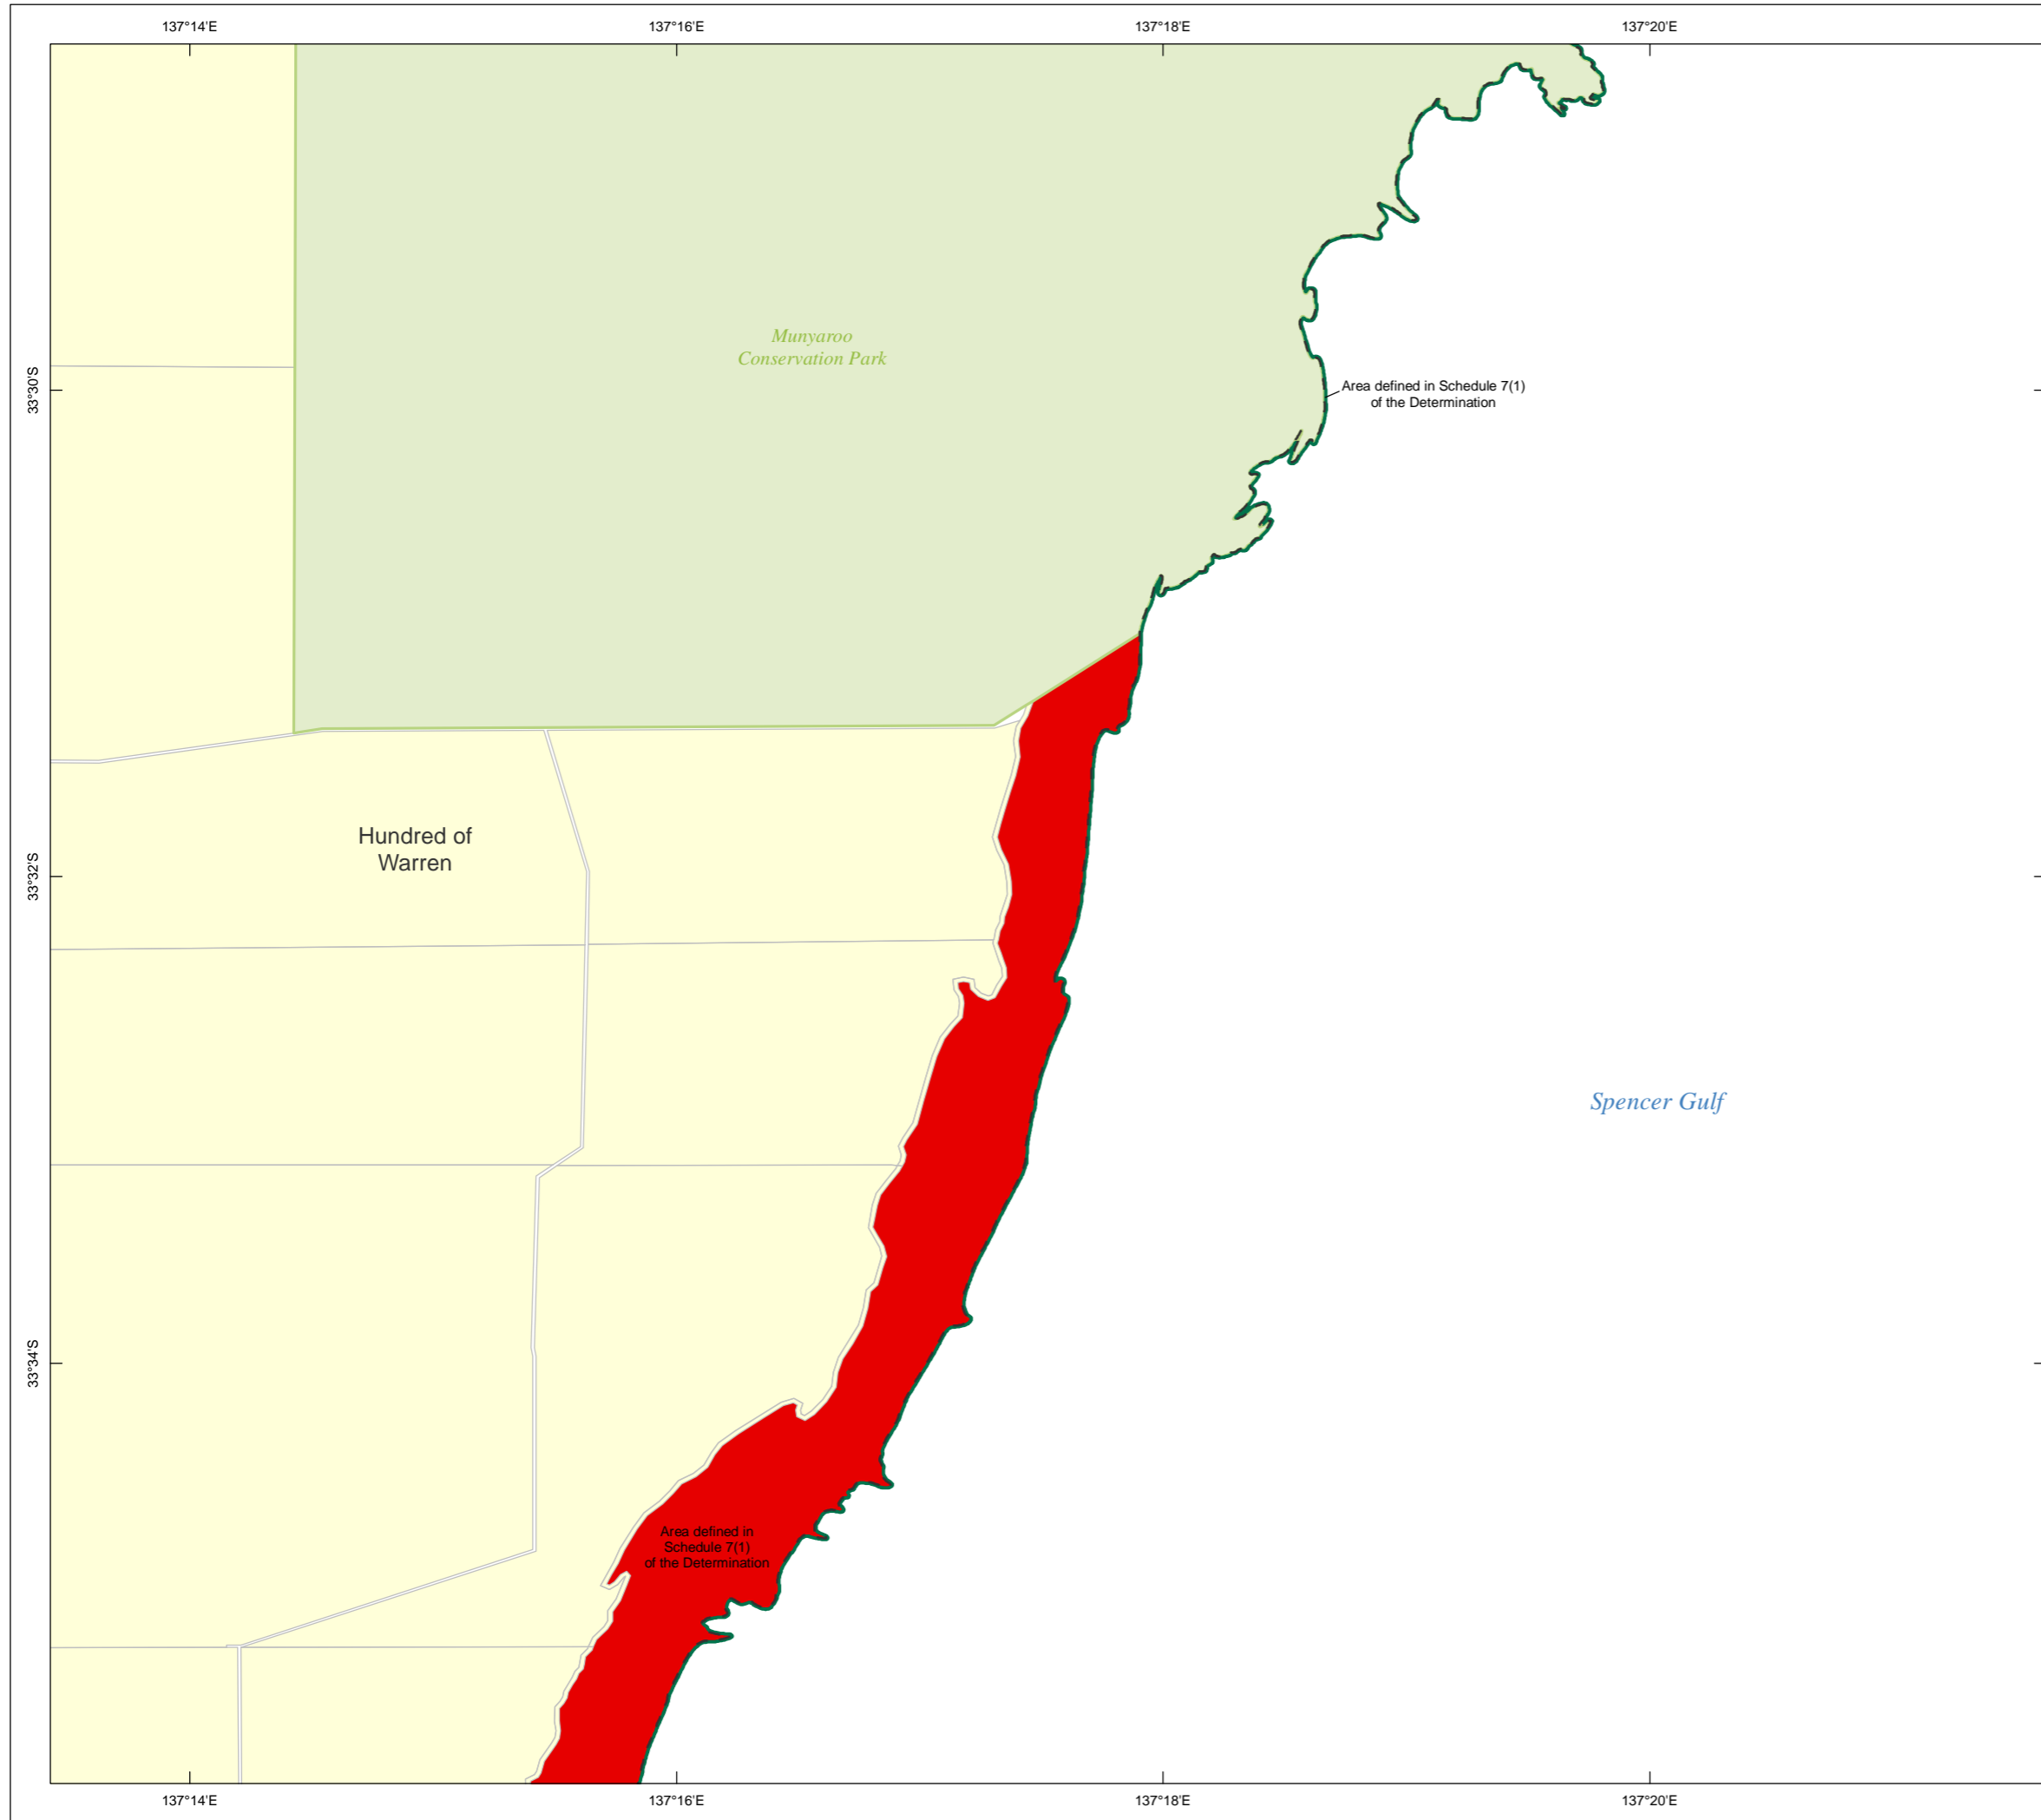 137°14'E
137°16'E
137°18'E
137°20'E
Munyaroo
Conservation Park
33°30'S
Area defined in Schedule 7(1)
of the Determination
Hundred of
Warren
33°32'S
Spencer Gulf
33°34'S
Area defined in
Schedule 7(1)
of the Determination
137°14'E
137°16'E
137°18'E
137°20'E